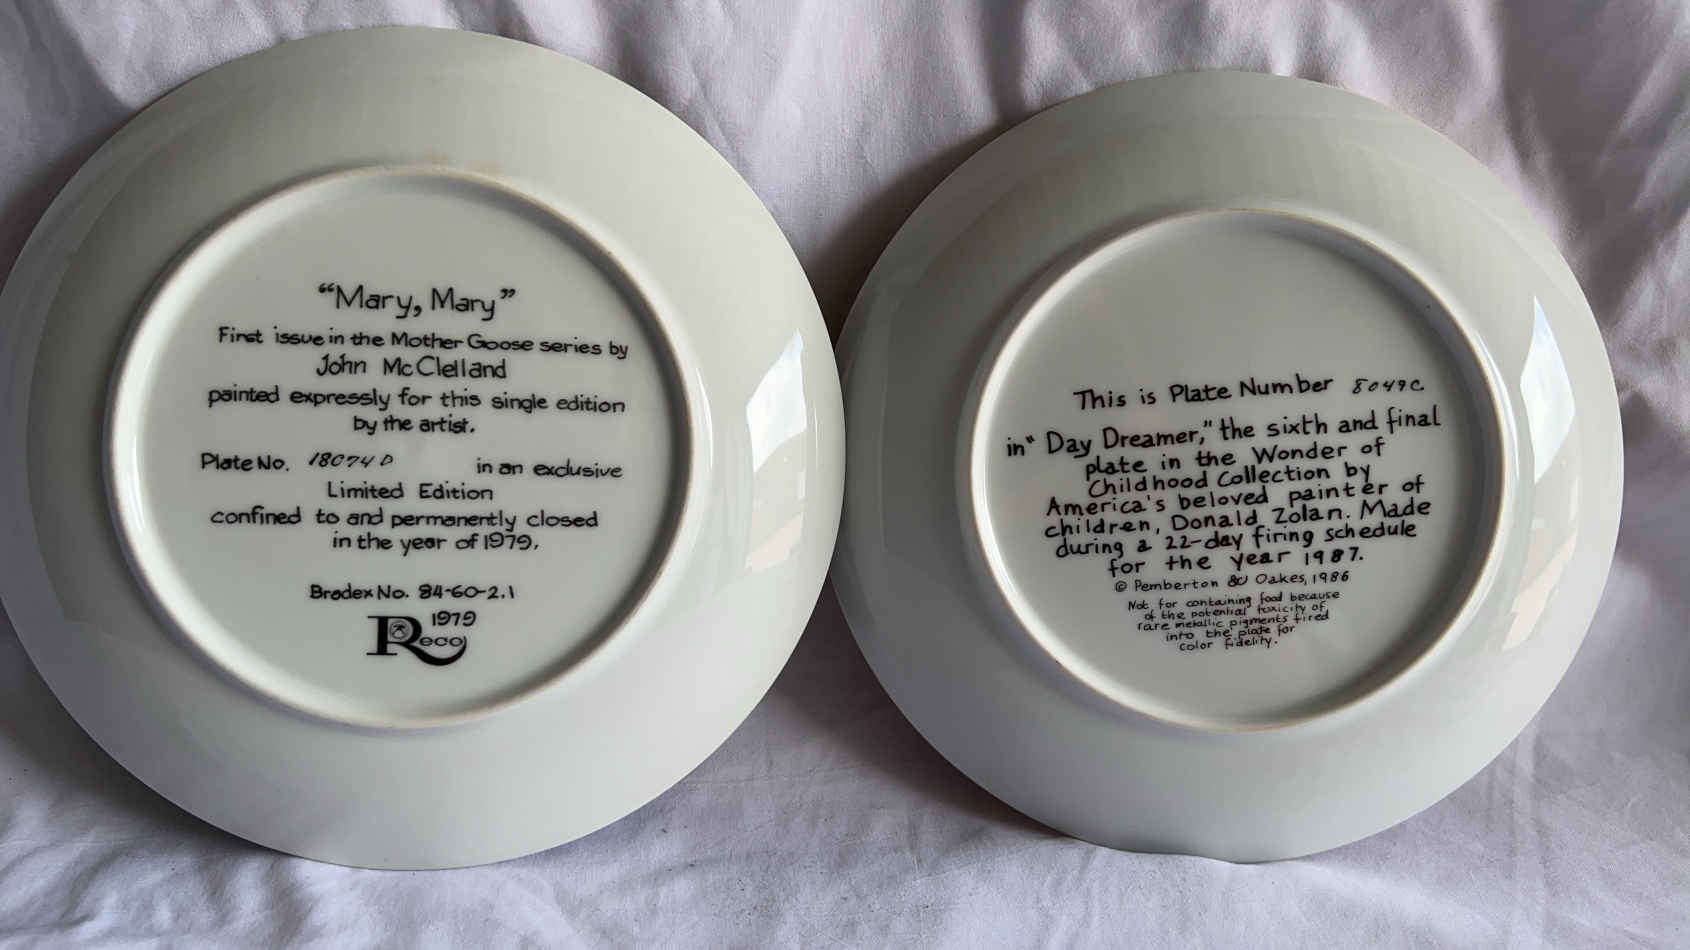 “Mary, Mary”
First issue in the Mother Goose series by
John McClelland
painted expressly for this single edition
by the artist.
Plate No. 18074 D in an exclusive
Limited Edition
confined to and permanently closed
in the year of 1979.
Bradex No. 84-60-2.1
1979
Reco
This is Plate Number 8049C.
in “Day Dreamer,” the sixth and final
plate in the Wonder of
Childhood Collection by
America's beloved painter of
children, Donald Zolan. Made
during a 22-day firing schedule
for the year 1987.
© Pemberton & Oakes, 1986
Not for containing food because
of the potential toxicity of
rare metallic pigments fired
into the plate for
color fidelity.